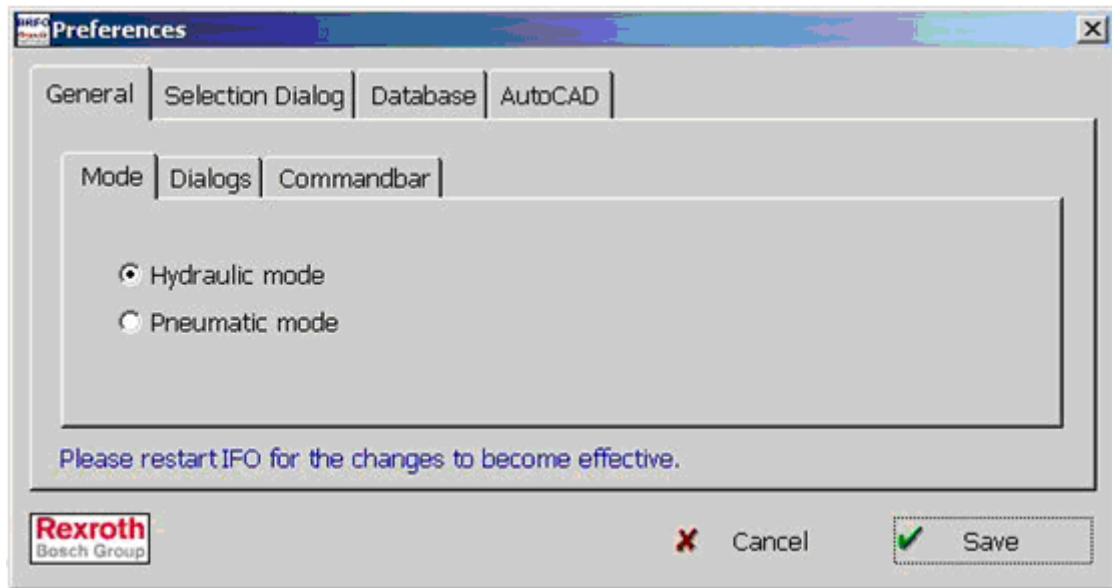 Preferences
General Selection Dialog Database AutoCAD
Mode Dialogs Commandbar
Hydraulic mode
Pneumatic mode
Please restart IFO for the changes to become effective.
Rexroth
Bosch Group
Cancel Save